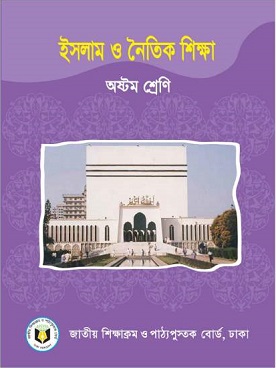 ইসলাম ও নৈতিক শিক্ষা
অষ্টম শ্রেণি
জাতীয় শিক্ষাক্রম ও পাঠ্যপুস্তক বোর্ড, ঢাকা